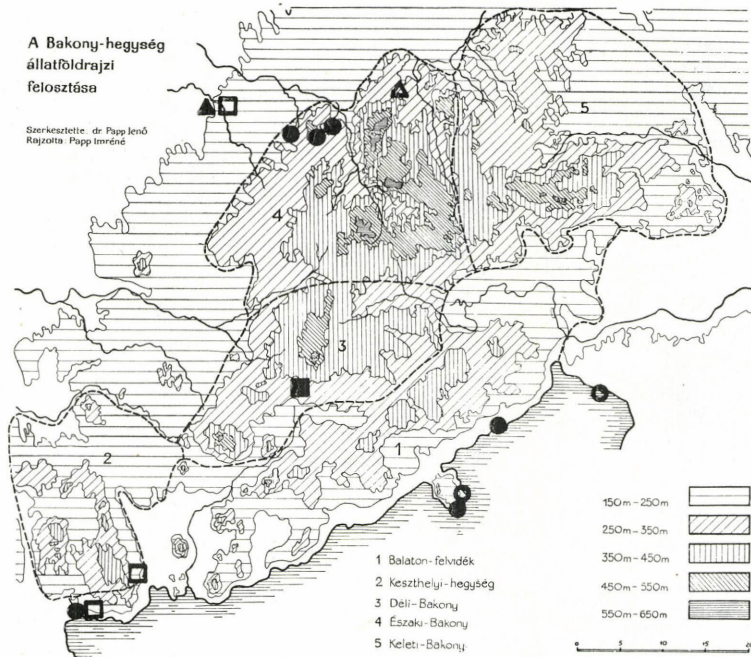 A Bakony-hegység
állatföldrajzi
felosztása
Szerkesztette: dr Papp Jenő
Rajzolta: Papp Imréné
5
4
3
2
1
1 Balaton-felvidék
2 Keszthelyi-hegység
3 Déli-Bakony
4 Északi-Bakony
5 Keleti-Bakony
150m–250m
250m–350m
350m–450m
450m–550m
550m–650m
0 5 10 15 20